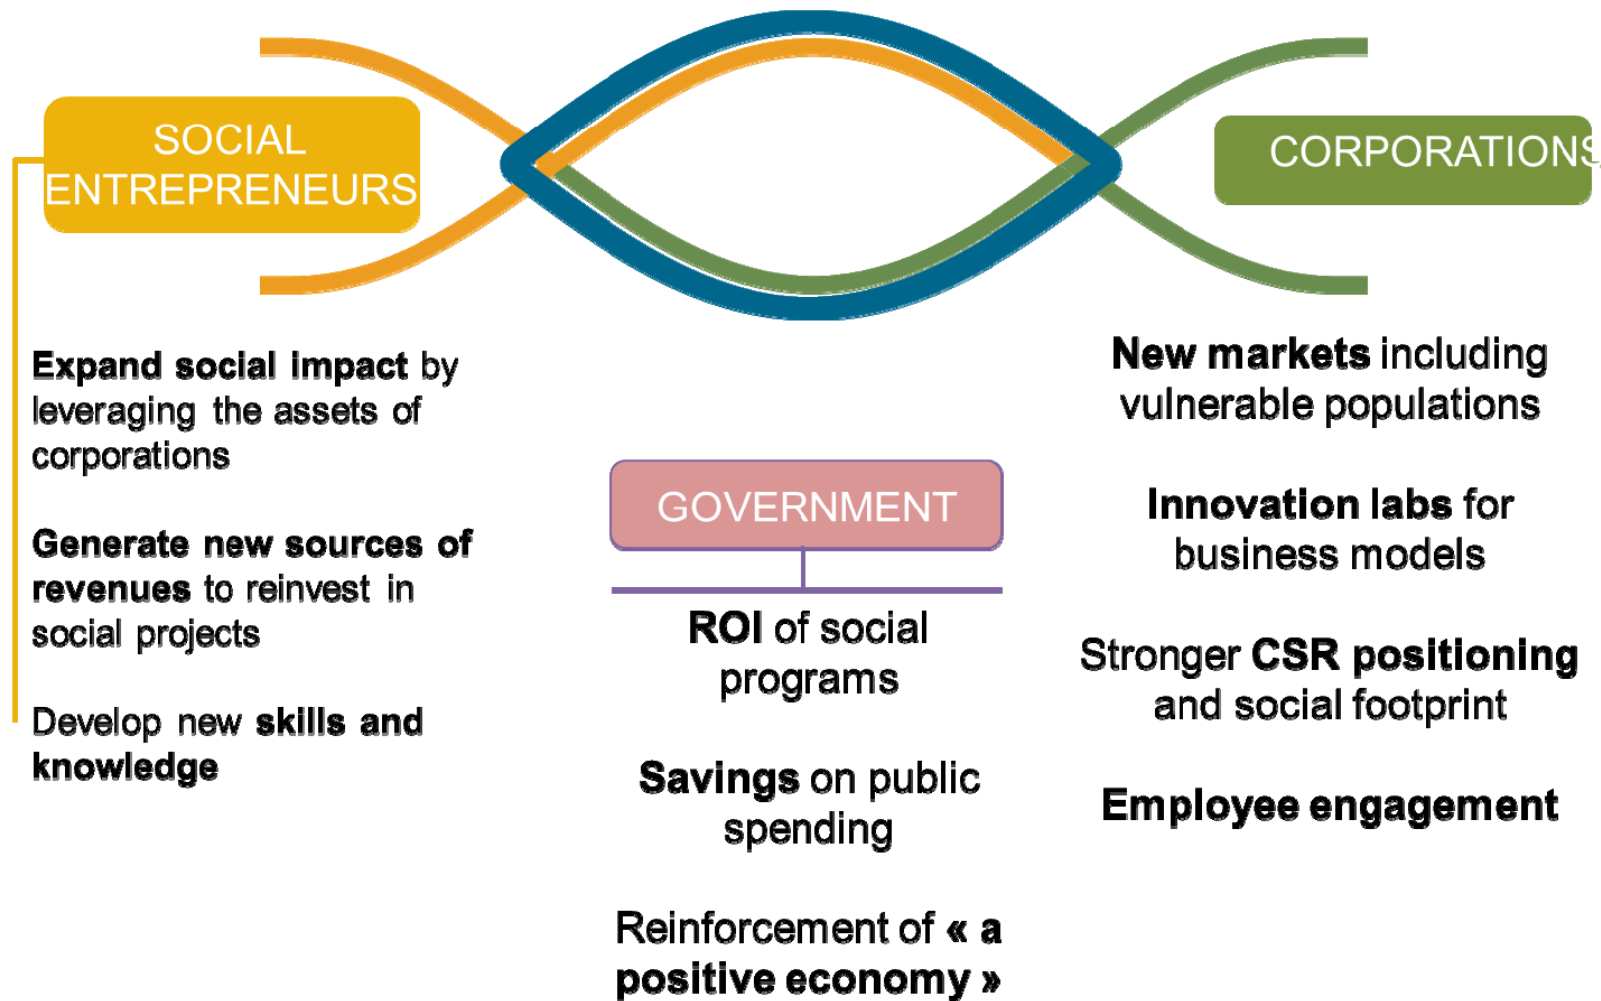 SOCIAL
ENTREPRENEURS
Expand social impact by
leveraging the assets of
corporations
Generate new sources of
revenues to reinvest in
social projects
Develop new skills and
knowledge
GOVERNMENT
ROI of social
programs
Savings on public
spending
Reinforcement of « a
positive economy »
CORPORATIONS
New markets including
vulnerable populations
Innovation labs for
business models
Stronger CSR positioning
and social footprint
Employee engagement